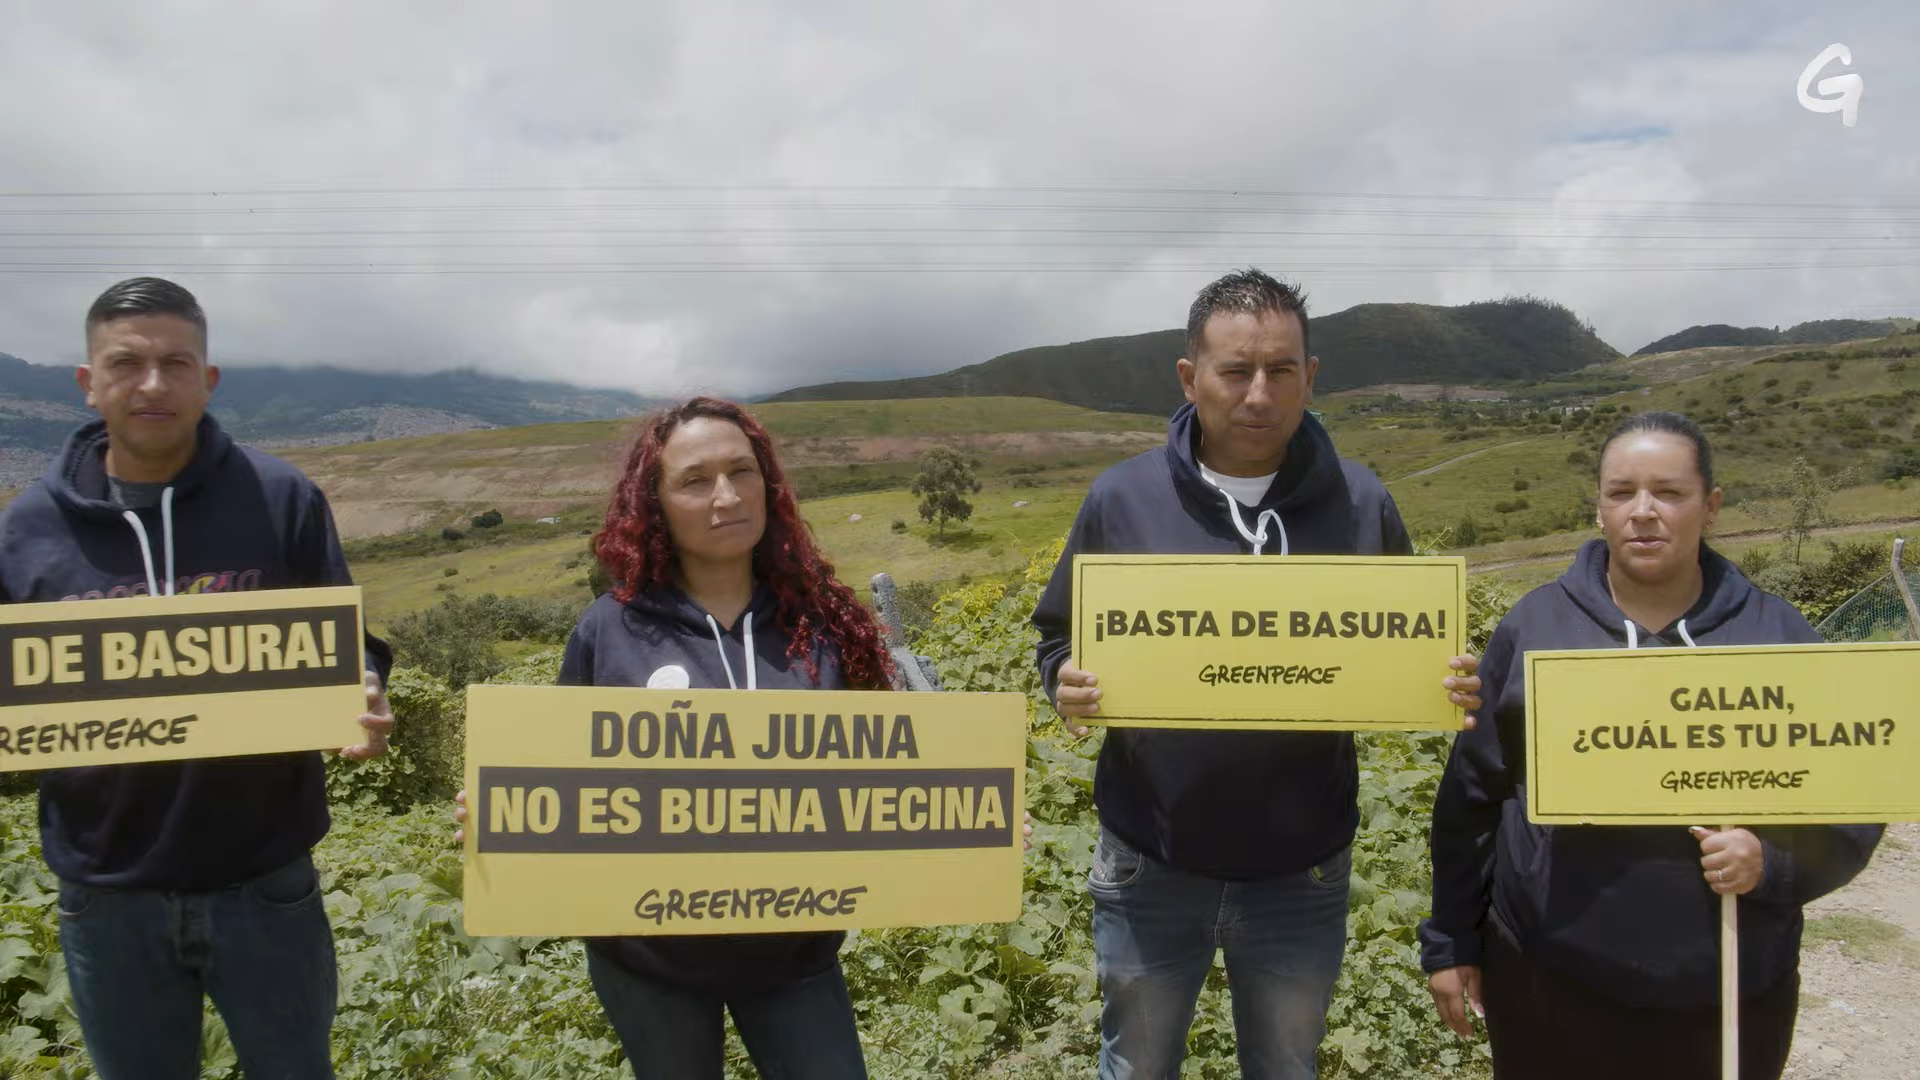 G
DE BASURA!
REENPEACE
DOÑA JUANA
NO ES BUENA VECINA
GREENPEACE
¡BASTA DE BASURA!
GREENPEACE
GALAN,
¿CUÁL ES TU PLAN?
GREENPEACE